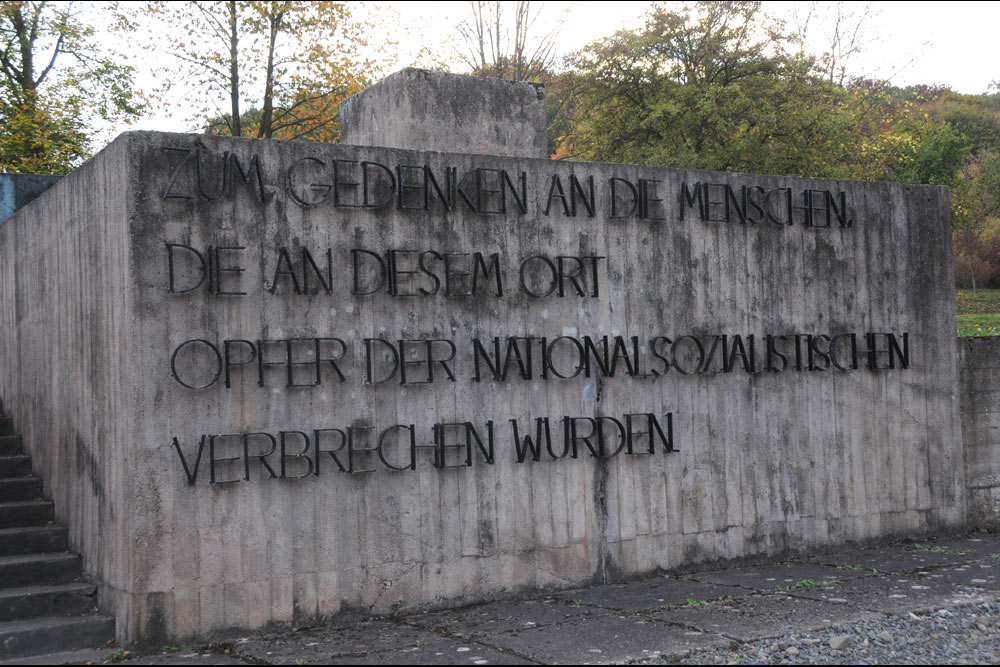 ZUM GEDENKEN AN DIE MENSCHEN,
DIE AN DIESEM ORT
OPFER DER NATIONALSOZIALISTISCHEN
VERBRECHEN WURDEN